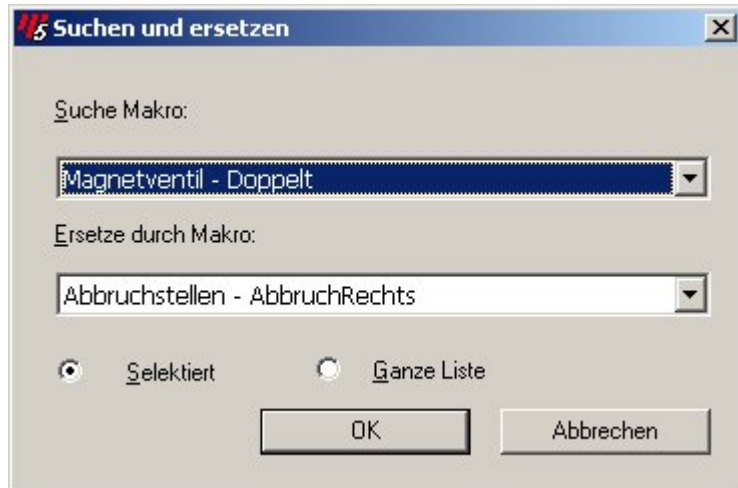 Suchen und ersetzen
Suche Makro:
Magnetventil - Doppelt
Ersetze durch Makro:
Abbruchstellen - AbbruchRechts
Selektiert Ganze Liste
OK Abbrechen